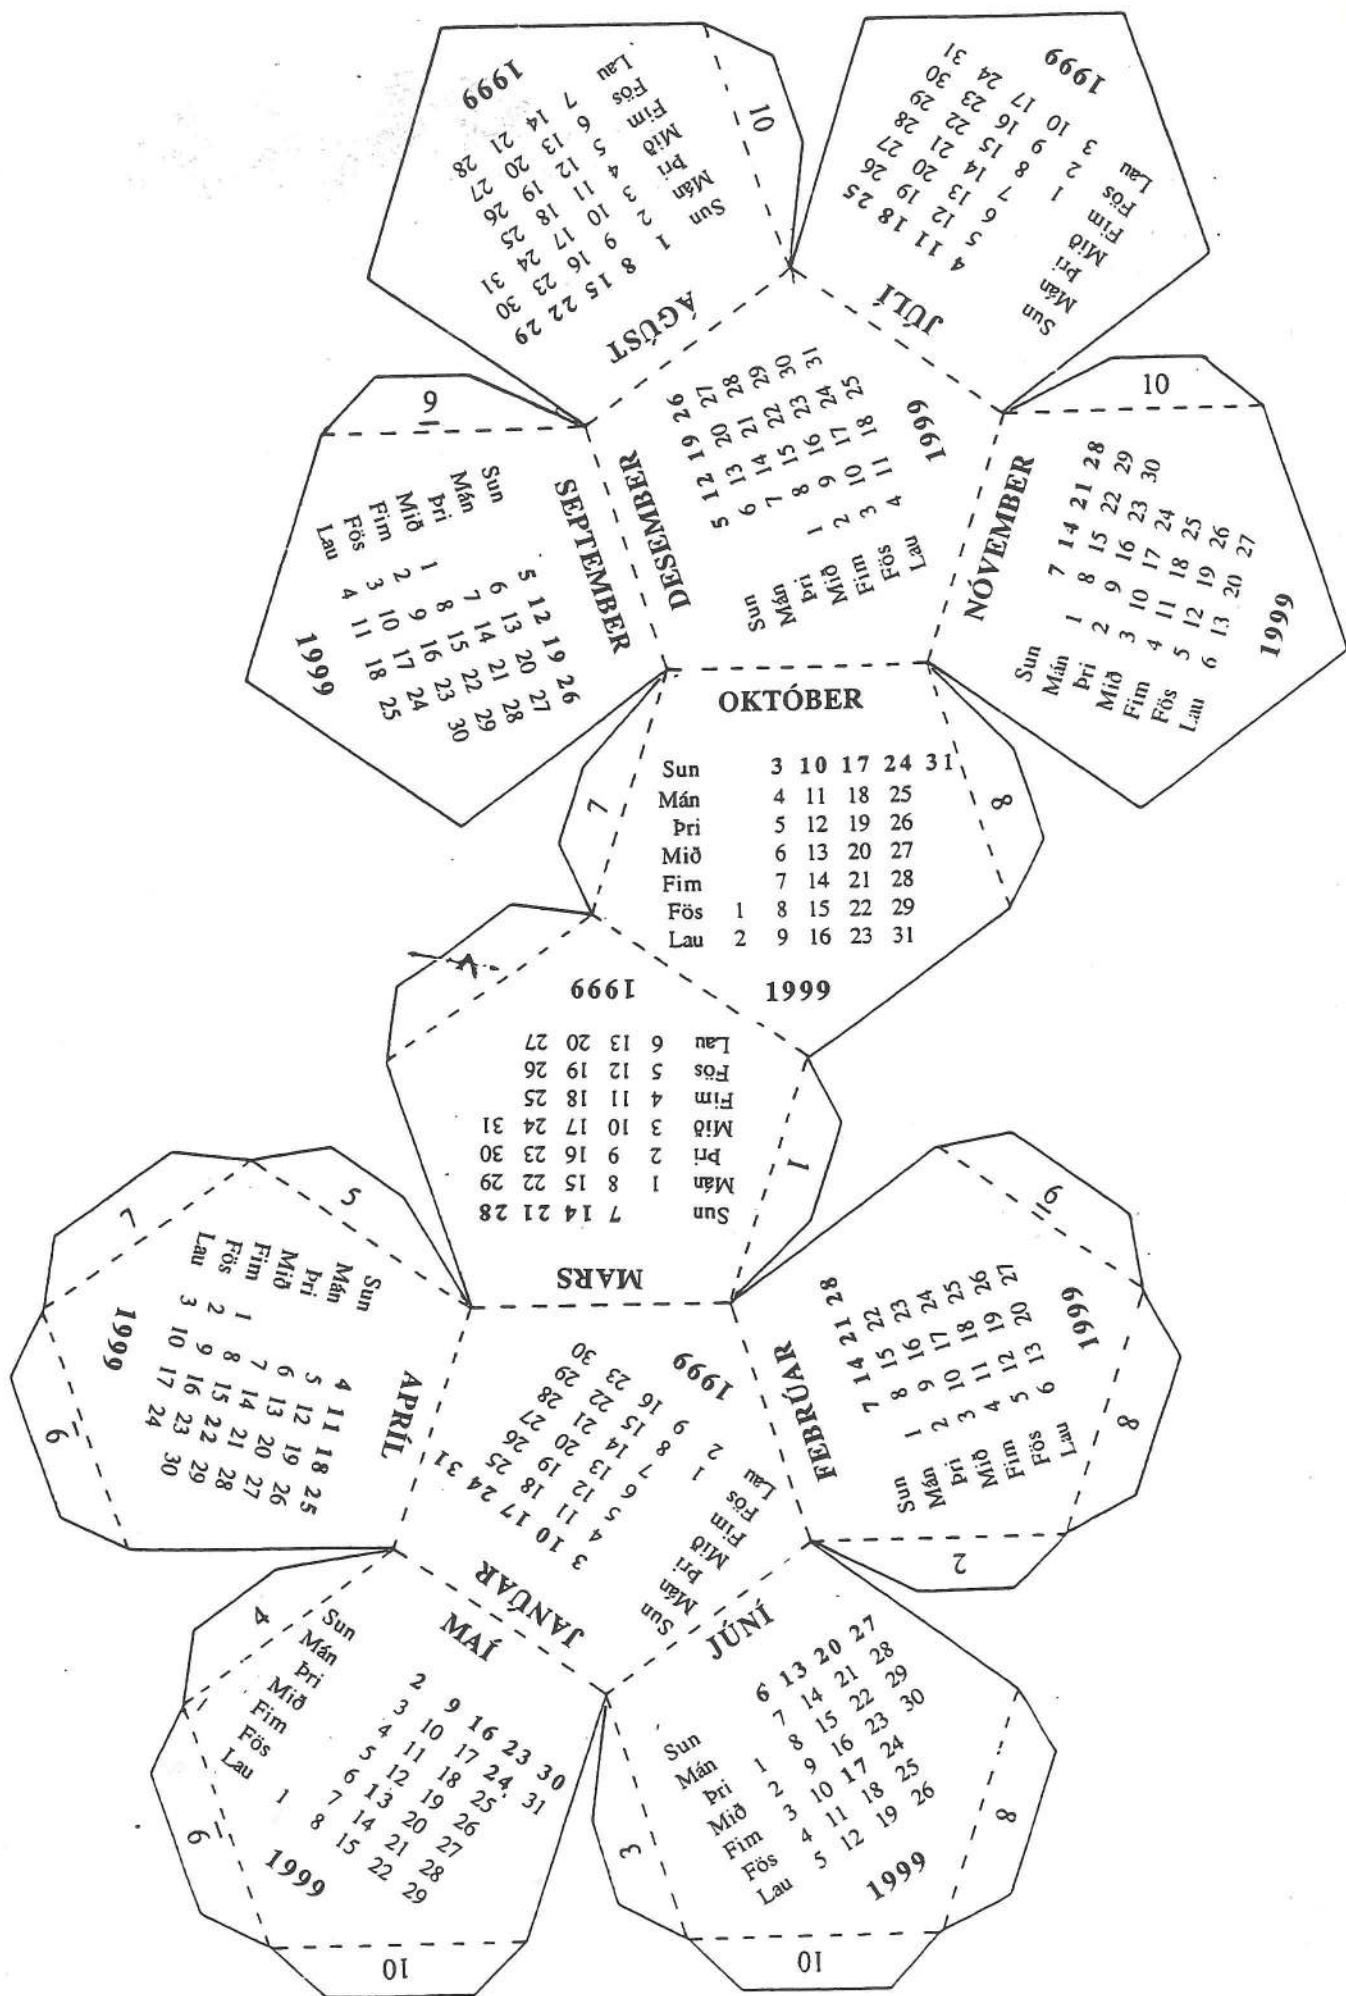 ÁGÚST
Sun 1 8 15 22 29
Mán 2 9 16 23 30
Þri 3 10 17 24 31
Mið 4 11 18 25
Fim 5 12 19 26
Fös 6 13 20 27
Lau 7 14 21 28
1999
10
JÚLÍ
Sun 4 11 18 25
Mán 5 12 19 26
Þri 6 13 20 27
Mið 7 14 21 28
Fim 1 8 15 22 29
Fös 2 9 16 23 30
Lau 3 10 17 24 31
1999
9
SEPTEMBER
Sun 5 12 19 26
Mán 6 13 20 27
Þri 7 14 21 28
Mið 1 8 15 22 29
Fim 2 9 16 23 30
Fös 3 10 17 24
Lau 4 11 18 25
1999
DESEMBER
Sun 5 12 19 26
Mán 6 13 20 27
Þri 7 14 21 28
Mið 1 8 15 22 29
Fim 2 9 16 23 30
Fös 3 10 17 24 31
Lau 4 11 18 25
1999
10
NÓVEMBER
Sun 7 14 21 28
Mán 1 8 15 22 29
Þri 2 9 16 23 30
Mið 3 10 17 24
Fim 4 11 18 25
Fös 5 12 19 26
Lau 6 13 20 27
1999
OKTÓBER
Sun 3 10 17 24 31
Mán 4 11 18 25
Þri 5 12 19 26
Mið 6 13 20 27
Fim 7 14 21 28
Fös 1 8 15 22 29
Lau 2 9 16 23 31
1999
7
8
MARS
Sun 7 14 21 28
Mán 1 8 15 22 29
Þri 2 9 16 23 30
Mið 3 10 17 24 31
Fim 4 11 18 25
Fös 5 12 19 26
Lau 6 13 20 27
1999
1
5
7
6
APRÍL
Sun 4 11 18 25
Mán 5 12 19 26
Þri 6 13 20 27
Mið 7 14 21 28
Fim 1 8 15 22 29
Fös 2 9 16 23 30
Lau 3 10 17 24
1999
JANÚAR
Sun 3 10 17 24 31
Mán 4 11 18 25
Þri 5 12 19 26
Mið 6 13 20 27
Fim 7 14 21 28
Fös 1 8 15 22 29
Lau 2 9 16 23 30
1999
FEBRÚAR
Sun 7 14 21 28
Mán 1 8 15 22
Þri 2 9 16 23
Mið 3 10 17 24
Fim 4 11 18 25
Fös 5 12 19 26
Lau 6 13 20 27
1999
9
8
2
MAÍ
Sun 2 9 16 23 30
Mán 3 10 17 24 31
Þri 4 11 18 25
Mið 5 12 19 26
Fim 6 13 20 27
Fös 7 14 21 28
Lau 1 8 15 22 29
1999
4
6
10
JÚNÍ
Sun 6 13 20 27
Mán 7 14 21 28
Þri 1 8 15 22 29
Mið 2 9 16 23 30
Fim 3 10 17 24
Fös 4 11 18 25
Lau 5 12 19 26
1999
3
10
8